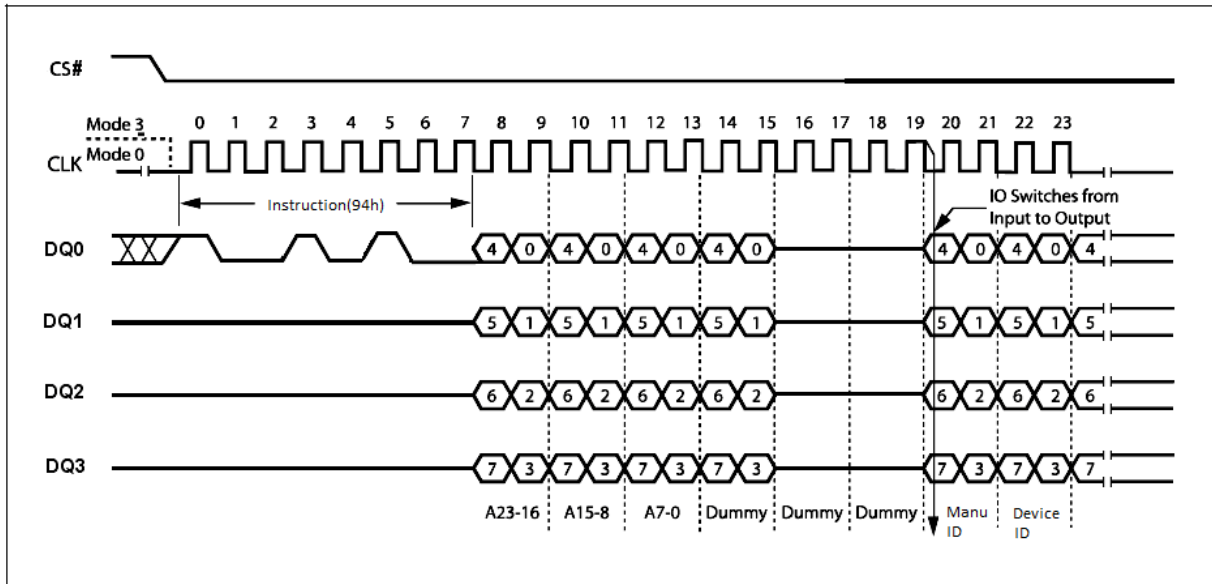 CS#
Mode 3
0 1 2 3 4 5 6 7 8 9 10 11 12 13 14 15 16 17 18 19 20 21 22 23
CLK
Mode 0
Instruction(94h)
IO Switches from
Input to Output
DQ0
4 0 4 0 4 0 4 0 4 0 4 0 4
DQ1
5 1 5 1 5 1 5 1 5 1 5 1 5
DQ2
6 2 6 2 6 2 6 2 6 2 6 2 6
DQ3
7 3 7 3 7 3 7 3 7 3 7 3 7
A23-16 A15-8 A7-0 Dummy Dummy Dummy Manu Device
ID ID